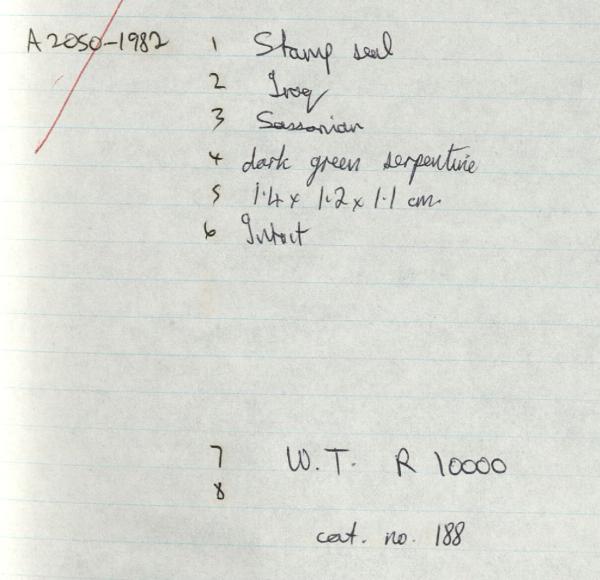 A2050-1982 1 Stamp seal
2 Iraq
3 Sassanian
4 dark green serpentine
5 1.4 x 1.2 x 1.1 cm.
6 Intact
7 W.T. R 10000
8
cat. no. 188